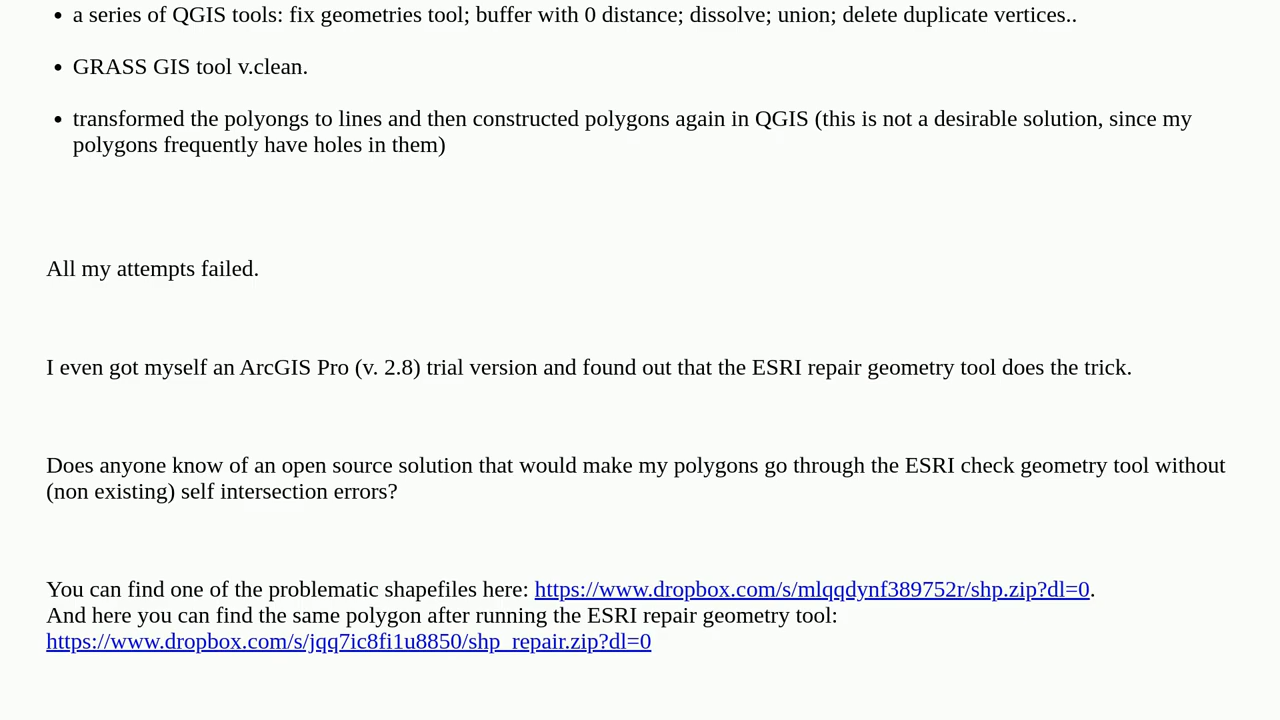 • a series of QGIS tools: fix geometries tool; buffer with 0 distance; dissolve; union; delete duplicate vertices..
• GRASS GIS tool v.clean.
• transformed the polyongs to lines and then constructed polygons again in QGIS (this is not a desirable solution, since my
polygons frequently have holes in them)
All my attempts failed.
I even got myself an ArcGIS Pro (v. 2.8) trial version and found out that the ESRI repair geometry tool does the trick.
Does anyone know of an open source solution that would make my polygons go through the ESRI check geometry tool without
(non existing) self intersection errors?
You can find one of the problematic shapefiles here: https://www.dropbox.com/s/mlqqdynf389752r/shp.zip?dl=0.
And here you can find the same polygon after running the ESRI repair geometry tool:
https://www.dropbox.com/s/jqq7ic8fi1u8850/shp_repair.zip?dl=0